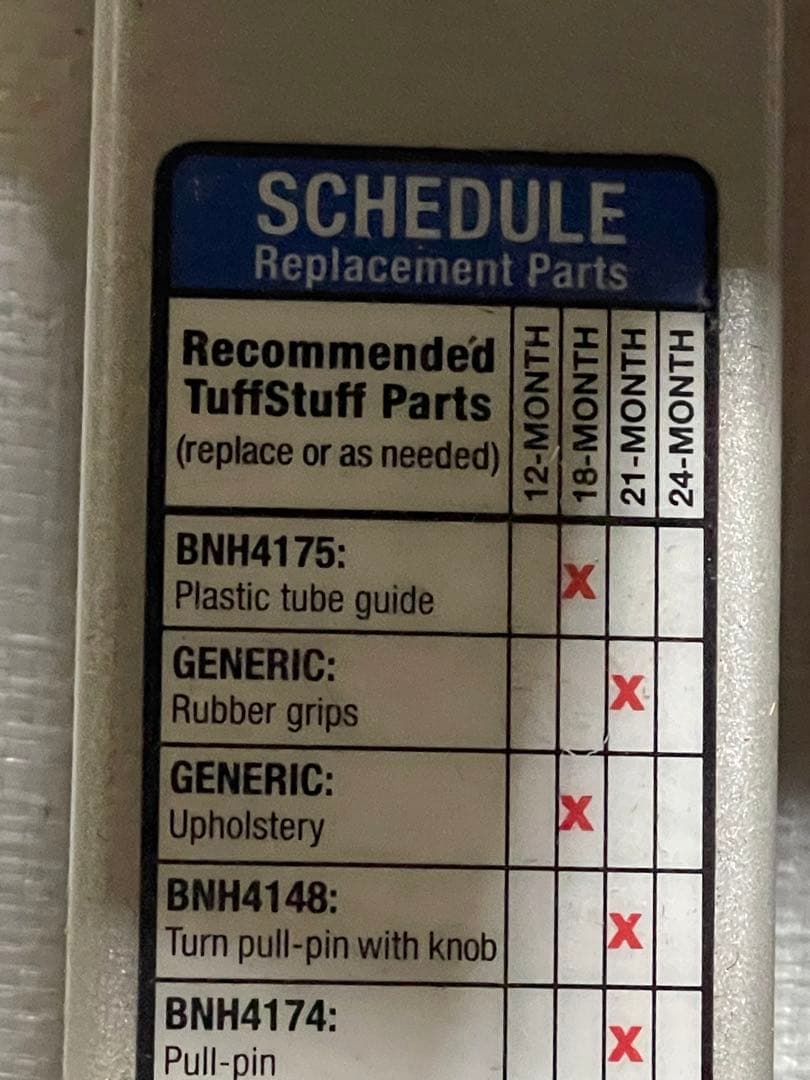 SCHEDULE
Replacement Parts
Recommended
TuffStuff Parts
(replace or as needed)
12-MONTH
18-MONTH
21-MONTH
24-MONTH
BNH4175:
Plastic tube guide
X
GENERIC:
Rubber grips
X
GENERIC:
Upholstery
X
BNH4148:
Turn pull-pin with knob
X
BNH4174:
Pull-pin
X